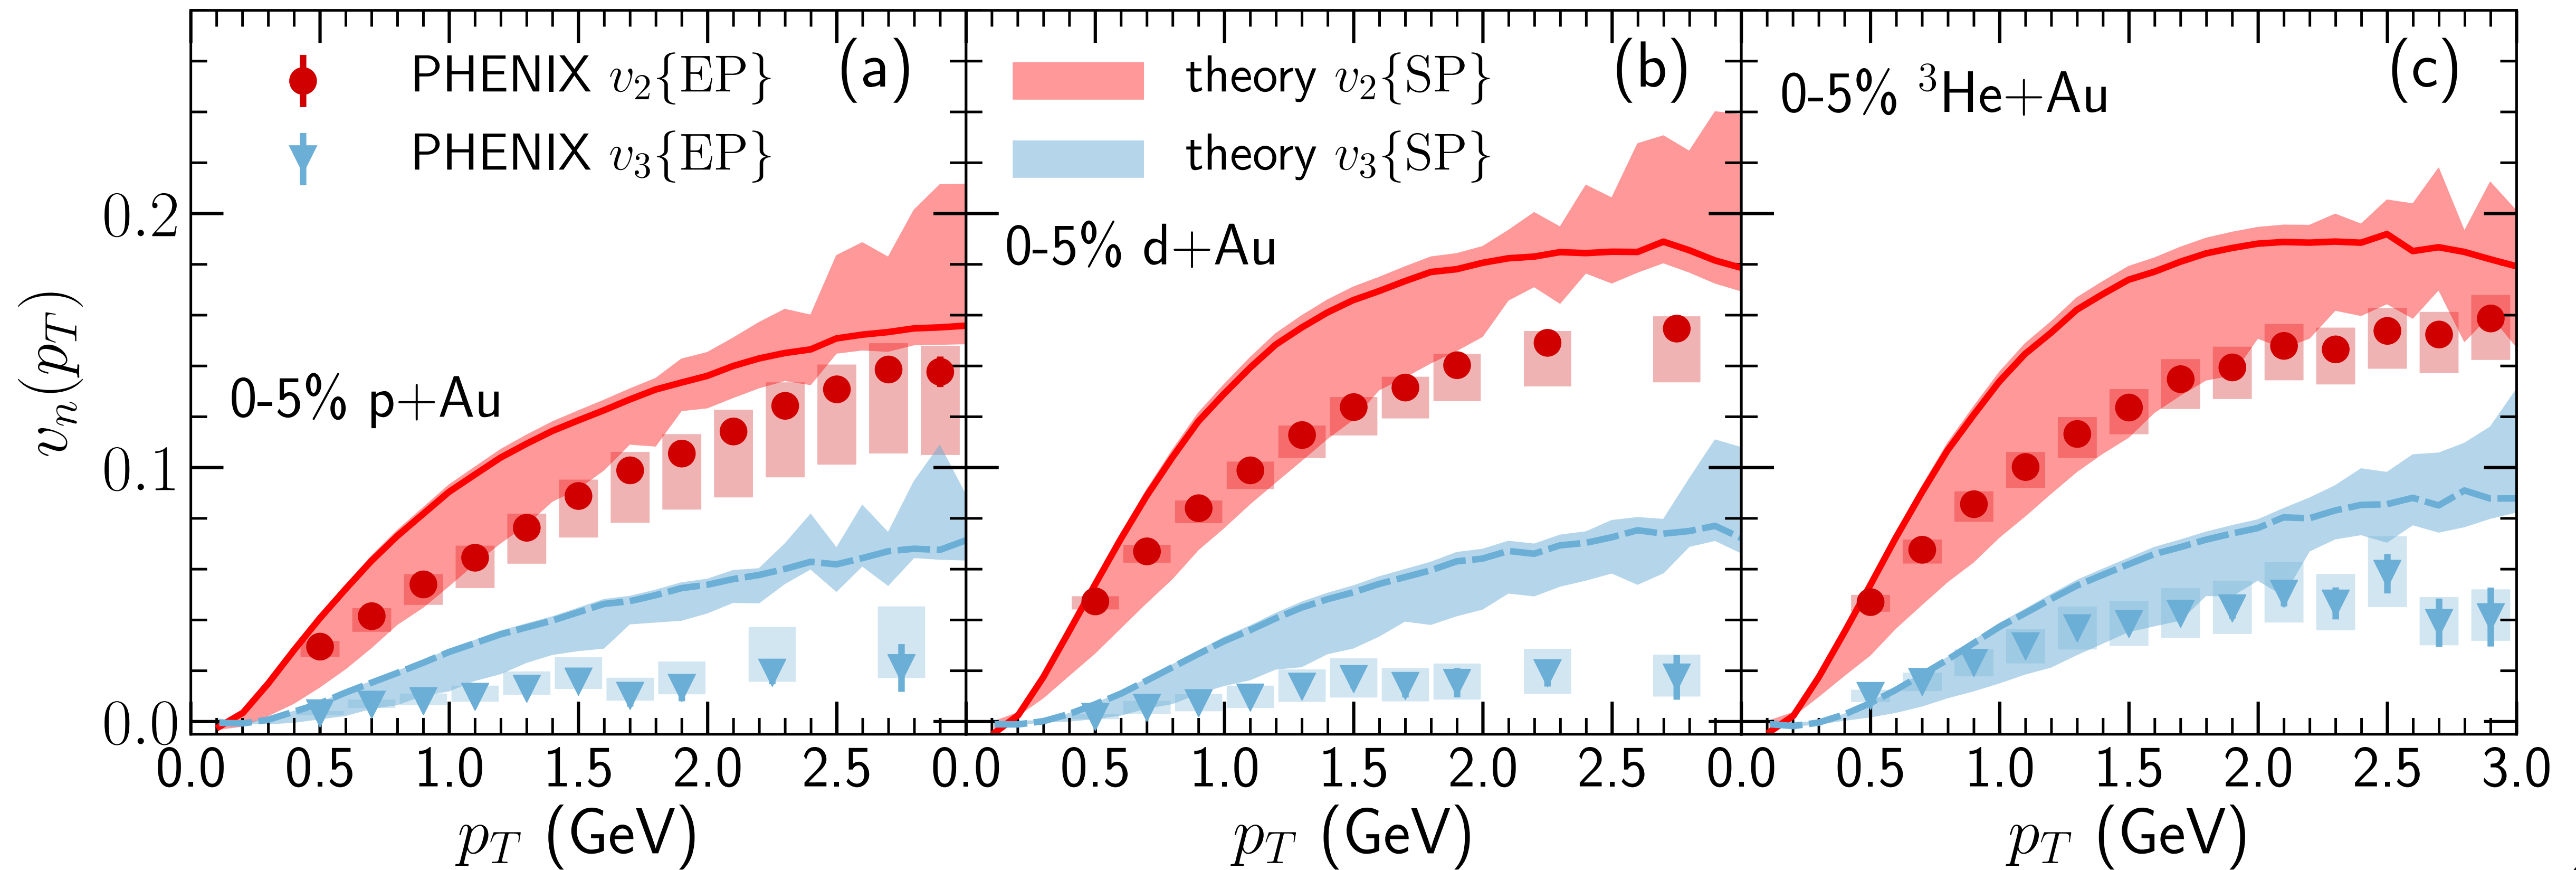 PHENIX v₂{EP}
PHENIX v₃{EP}
(a)
0-5% p+Au
theory v₂{SP}
theory v₃{SP}
(b)
0-5% d+Au
0-5% ³He+Au
(c)
vₙ(p_T)
0.2
0.1
0.0
0.0 0.5 1.0 1.5 2.0 2.5 0.0 0.5 1.0 1.5 2.0 2.5 0.0 0.5 1.0 1.5 2.0 2.5 3.0
p_T (GeV) p_T (GeV) p_T (GeV)